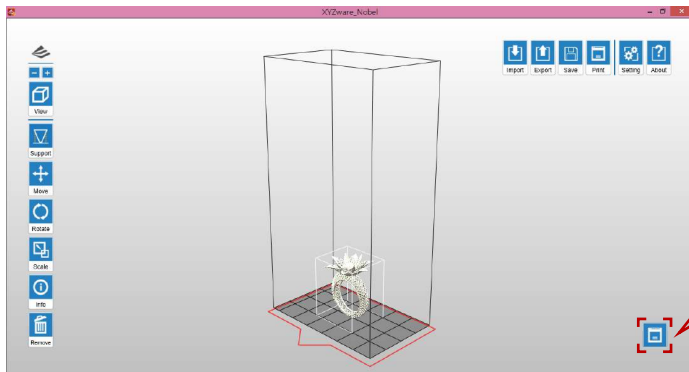 XYZware_Nobel
Import Export Save Print Setting About
View
Support
Move
Rotate
Scale
Info
Remove